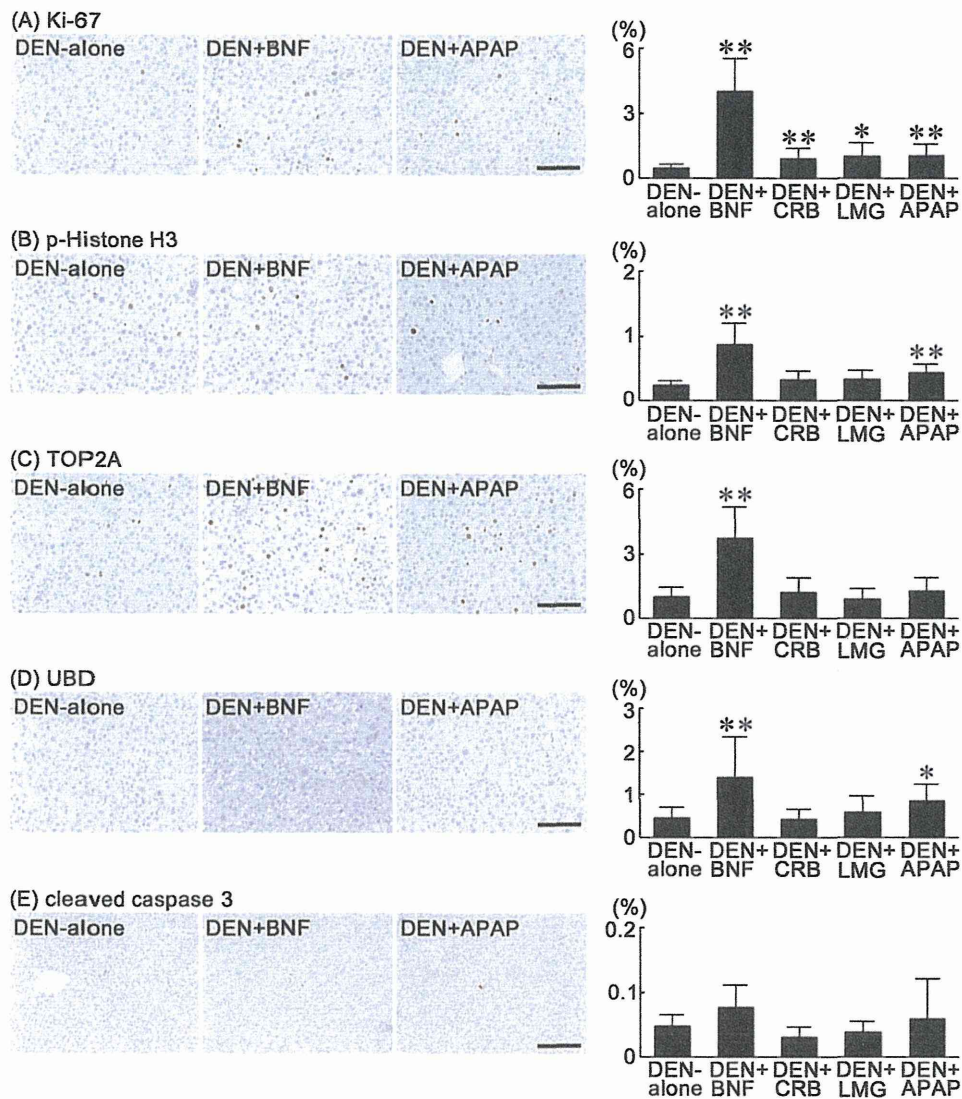 (A) Ki-67
DEN-alone DEN+BNF DEN+APAP
(%)
6
3
0
** ** * **
DEN- DEN+ DEN+ DEN+ DEN+
alone BNF CRB LMG APAP
(B) p-Histone H3
DEN-alone DEN+BNF DEN+APAP
(%)
2
1
0
** **
DEN- DEN+ DEN+ DEN+ DEN+
alone BNF CRB LMG APAP
(C) TOP2A
DEN-alone DEN+BNF DEN+APAP
(%)
6
3
0
**
DEN- DEN+ DEN+ DEN+ DEN+
alone BNF CRB LMG APAP
(D) UBD
DEN-alone DEN+BNF DEN+APAP
(%)
3
2
1
0
** *
DEN- DEN+ DEN+ DEN+ DEN+
alone BNF CRB LMG APAP
(E) cleaved caspase 3
DEN-alone DEN+BNF DEN+APAP
(%)
0.2
0.1
0
DEN- DEN+ DEN+ DEN+ DEN+
alone BNF CRB LMG APAP